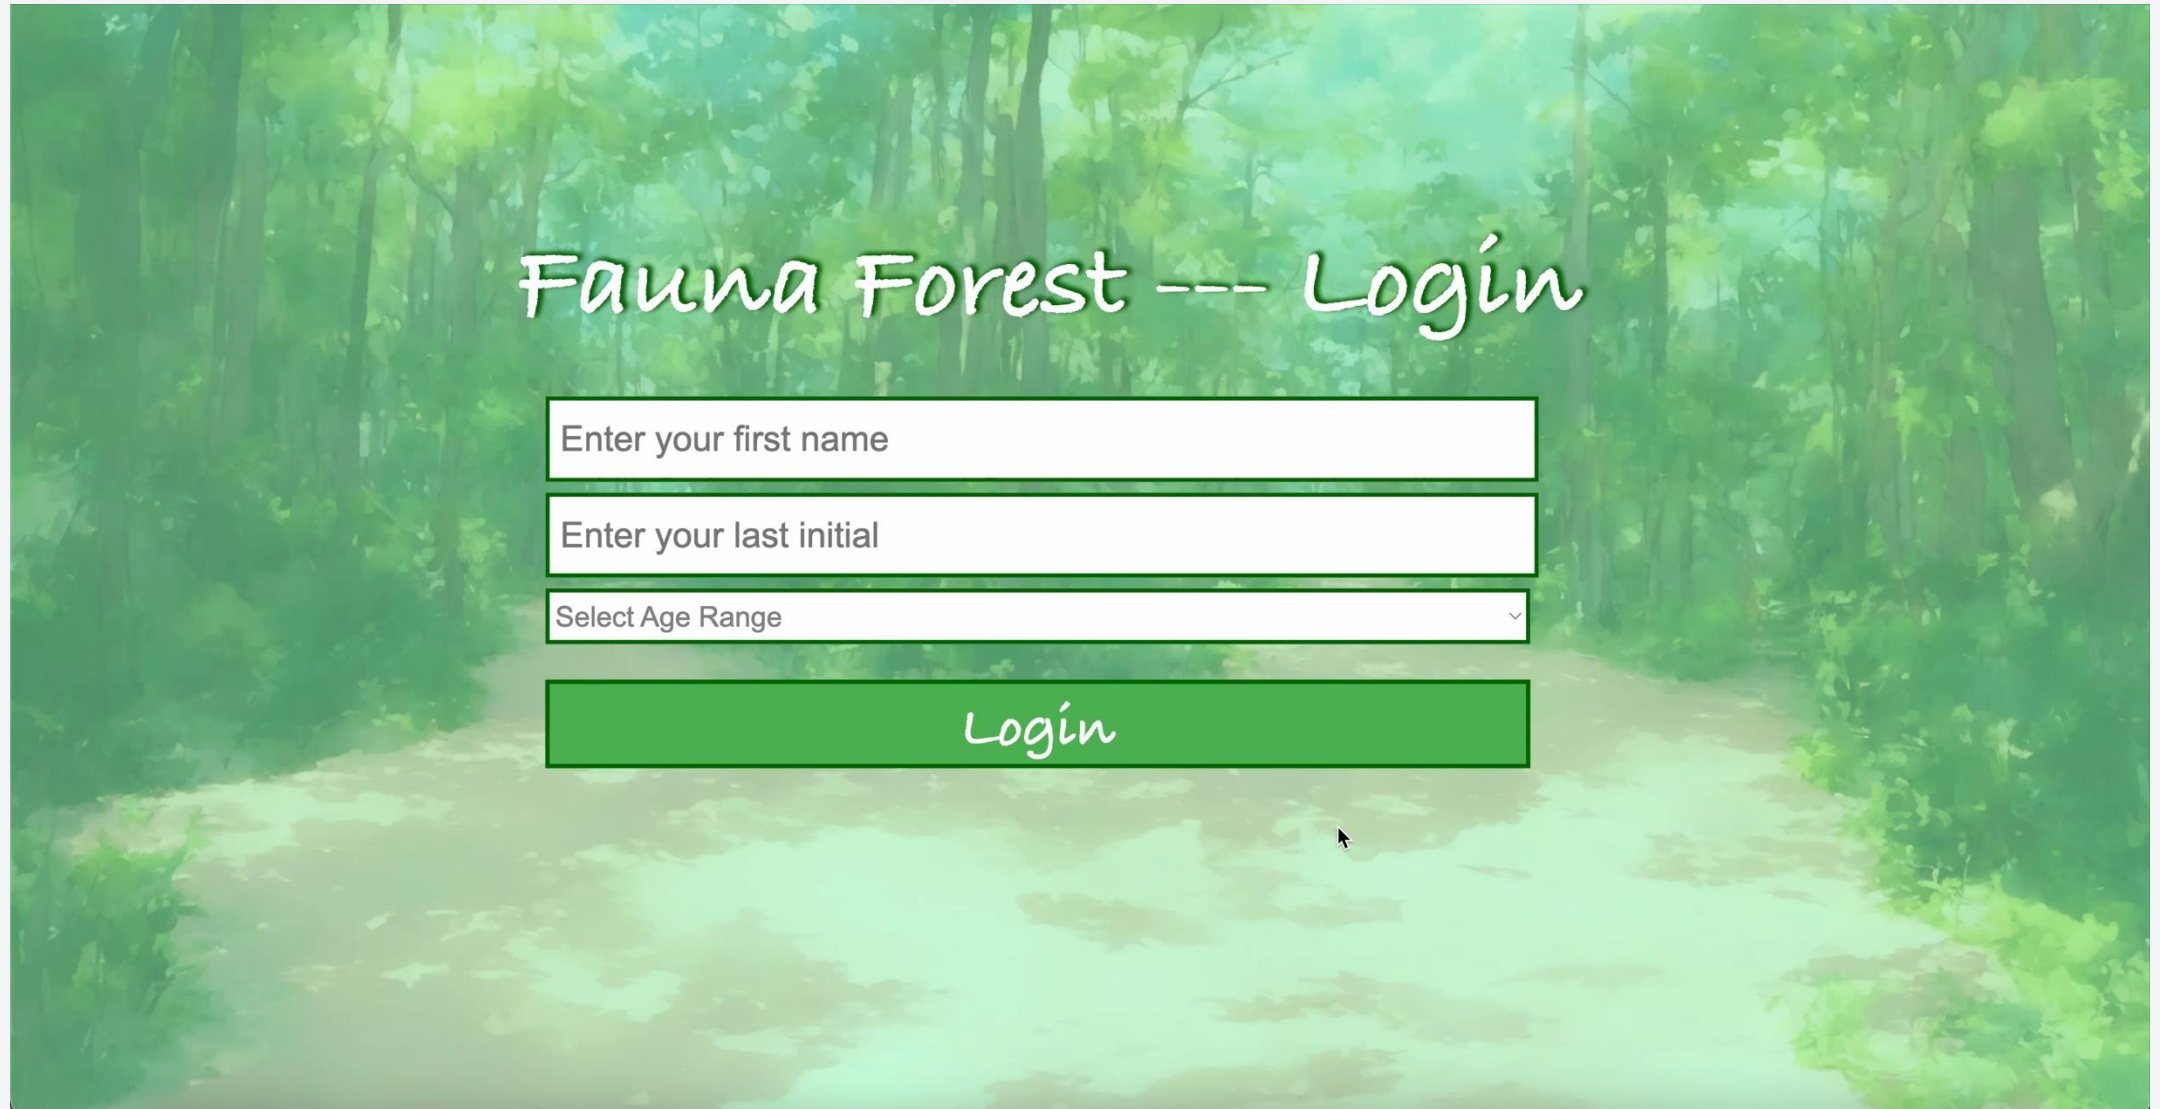 Fauna Forest --- Login
Enter your first name
Enter your last initial
Select Age Range
Login